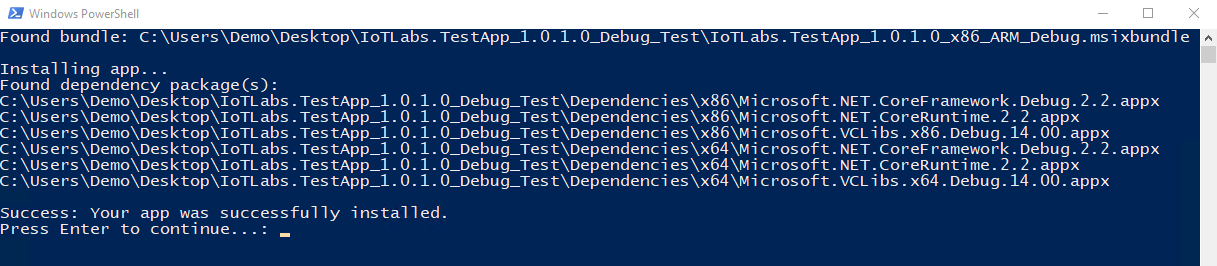 Windows PowerShell
Found bundle: C:\Users\Demo\Desktop\IoTLabs.TestApp_1.0.1.0_Debug_Test\IoTLabs.TestApp_1.0.1.0_x86_ARM_Debug.msixbundle
Installing app...
Found dependency package(s):
C:\Users\Demo\Desktop\IoTLabs.TestApp_1.0.1.0_Debug_Test\Dependencies\x86\Microsoft.NET.CoreFramework.Debug.2.2.appx
C:\Users\Demo\Desktop\IoTLabs.TestApp_1.0.1.0_Debug_Test\Dependencies\x86\Microsoft.NET.CoreRuntime.2.2.appx
C:\Users\Demo\Desktop\IoTLabs.TestApp_1.0.1.0_Debug_Test\Dependencies\x86\Microsoft.VCLibs.x86.Debug.14.00.appx
C:\Users\Demo\Desktop\IoTLabs.TestApp_1.0.1.0_Debug_Test\Dependencies\x64\Microsoft.NET.CoreFramework.Debug.2.2.appx
C:\Users\Demo\Desktop\IoTLabs.TestApp_1.0.1.0_Debug_Test\Dependencies\x64\Microsoft.NET.CoreRuntime.2.2.appx
C:\Users\Demo\Desktop\IoTLabs.TestApp_1.0.1.0_Debug_Test\Dependencies\x64\Microsoft.VCLibs.x64.Debug.14.00.appx
Success: Your app was successfully installed.
Press Enter to continue...: